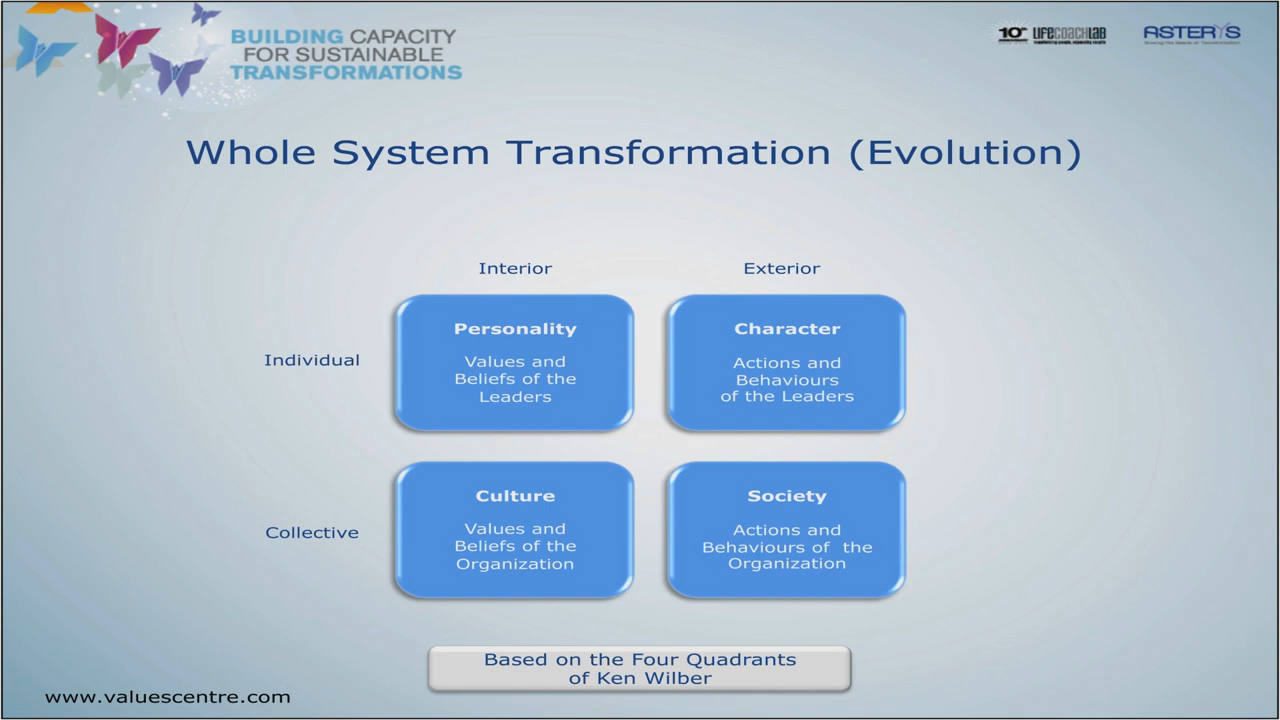 BUILDING CAPACITY
FOR SUSTAINABLE
TRANSFORMATIONS
10 LIFECOACHLAB
ASTERYS
Whole System Transformation (Evolution)
Interior
Exterior
Individual
Personality
Values and
Beliefs of the
Leaders
Character
Actions and
Behaviours
of the Leaders
Collective
Culture
Values and
Beliefs of the
Organization
Society
Actions and
Behaviours of  the
Organization
Based on the Four Quadrants
of Ken Wilber
www.valuescentre.com